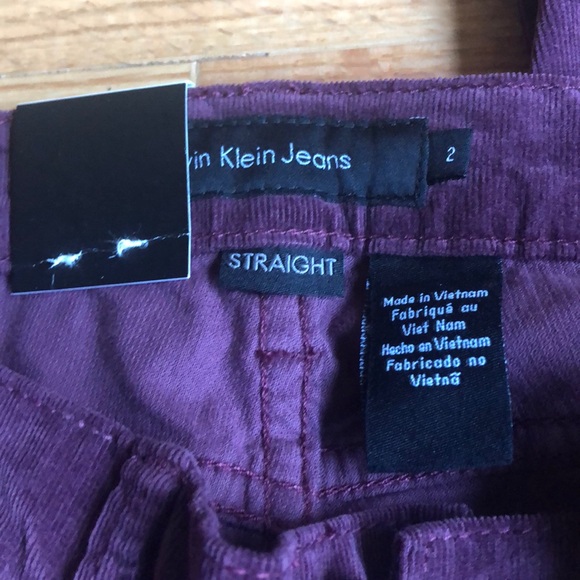 vin Klein Jeans
2
STRAIGHT
Made in Vietnam
Fabriqué au
Viet Nam
Hecho en Vietnam
Fabricado no
Vietnã